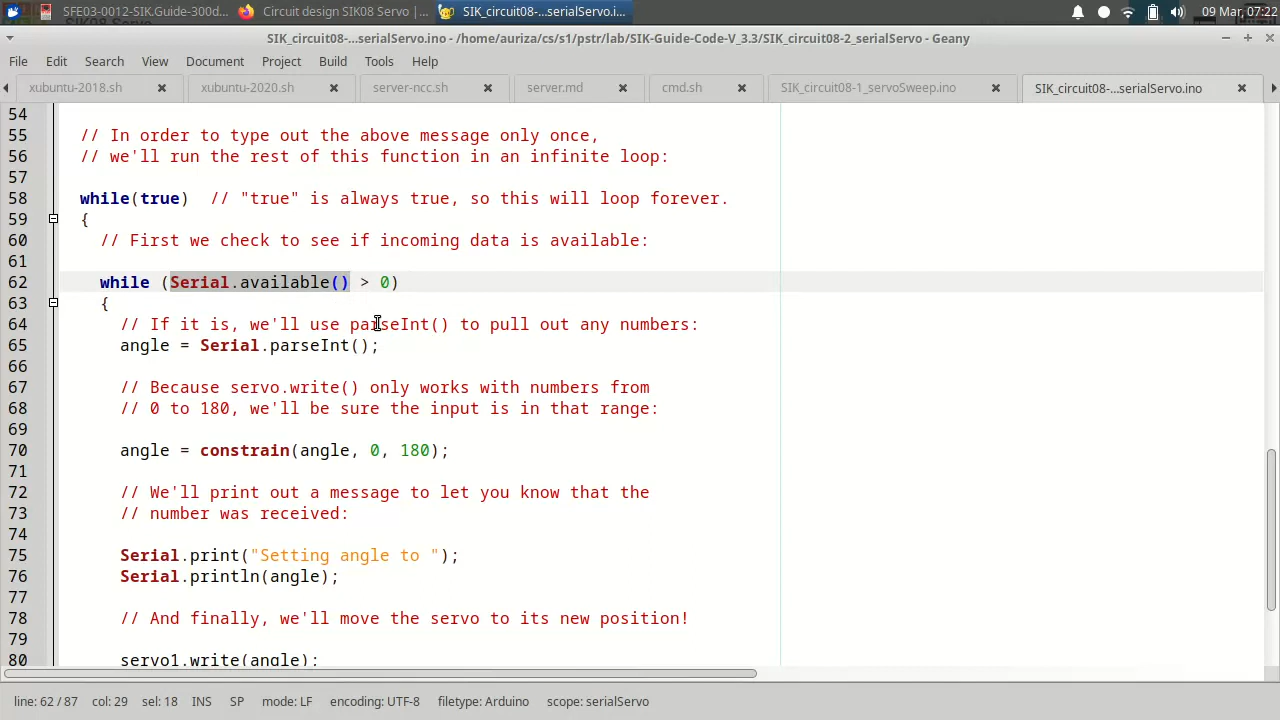 SFE03-0012-SIK.Guide-300d... Circuit design SIK08 Servo |... SIK_circuit08-...serialServo.i... 09 Mar, 07:22
SIK_circuit08-...serialServo.ino - /home/auriza/cs/s1/pstr/lab/SIK-Guide-Code-V_3.3/SIK_circuit08-2_serialServo - Geany
File Edit Search View Document Project Build Tools Help
xubuntu-2018.sh xubuntu-2020.sh server-ncc.sh server.md cmd.sh SIK_circuit08-1_servoSweep.ino SIK_circuit08-...serialServo.ino
54
55 // In order to type out the above message only once,
56 // we'll run the rest of this function in an infinite loop:
57
58 while(true)  // "true" is always true, so this will loop forever.
59 {
60 // First we check to see if incoming data is available:
61
62 while (Serial.available() > 0)
63 {
64 // If it is, we'll use parseInt() to pull out any numbers:
65 angle = Serial.parseInt();
66
67 // Because servo.write() only works with numbers from
68 // 0 to 180, we'll be sure the input is in that range:
69
70 angle = constrain(angle, 0, 180);
71
72 // We'll print out a message to let you know that the
73 // number was received:
74
75 Serial.print("Setting angle to ");
76 Serial.println(angle);
77
78 // And finally, we'll move the servo to its new position!
79
80 servo1.write(angle);
line: 62 / 87 col: 29 sel: 18 INS SP mode: LF encoding: UTF-8 filetype: Arduino scope: serialServo